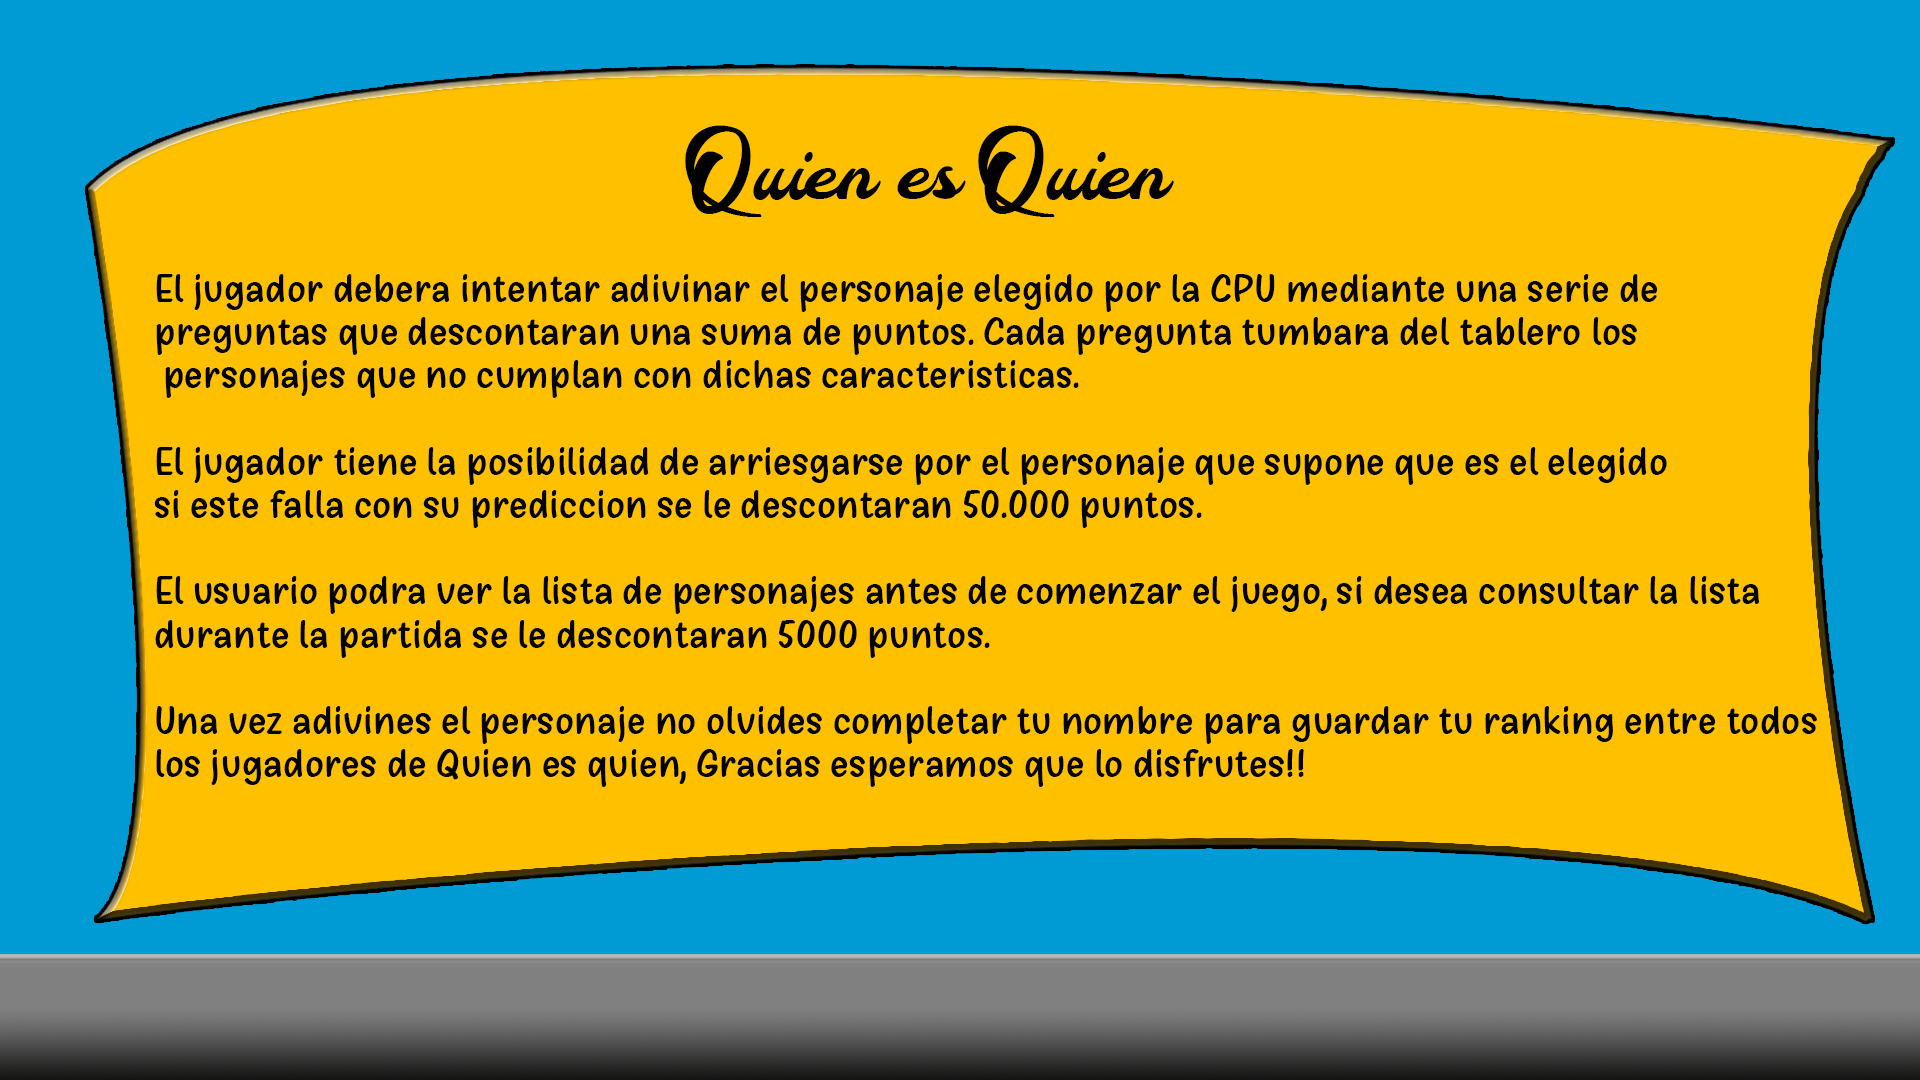 Quien es Quien
El jugador debera intentar adivinar el personaje elegido por la CPU mediante una serie de
preguntas que descontaran una suma de puntos. Cada pregunta tumbara del tablero los
personajes que no cumplan con dichas caracteristicas.
El jugador tiene la posibilidad de arriesgarse por el personaje que supone que es el elegido
si este falla con su prediccion se le descontaran 50.000 puntos.
El usuario podra ver la lista de personajes antes de comenzar el juego, si desea consultar la lista
durante la partida se le descontaran 5000 puntos.
Una vez adivines el personaje no olvides completar tu nombre para guardar tu ranking entre todos
los jugadores de Quien es quien, Gracias esperamos que lo disfrutes!!